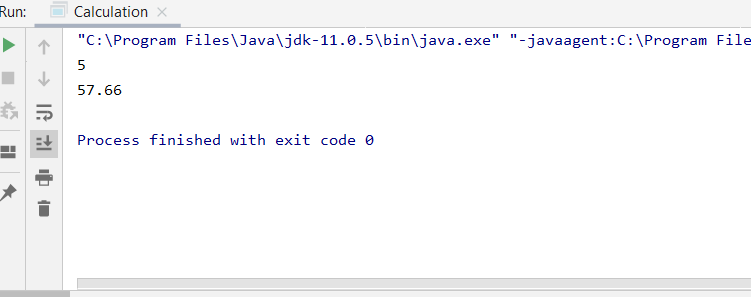 Run: Calculation
"C:\Program Files\Java\jdk-11.0.5\bin\java.exe" "-javaagent:C:\Program File
5
57.66
Process finished with exit code 0